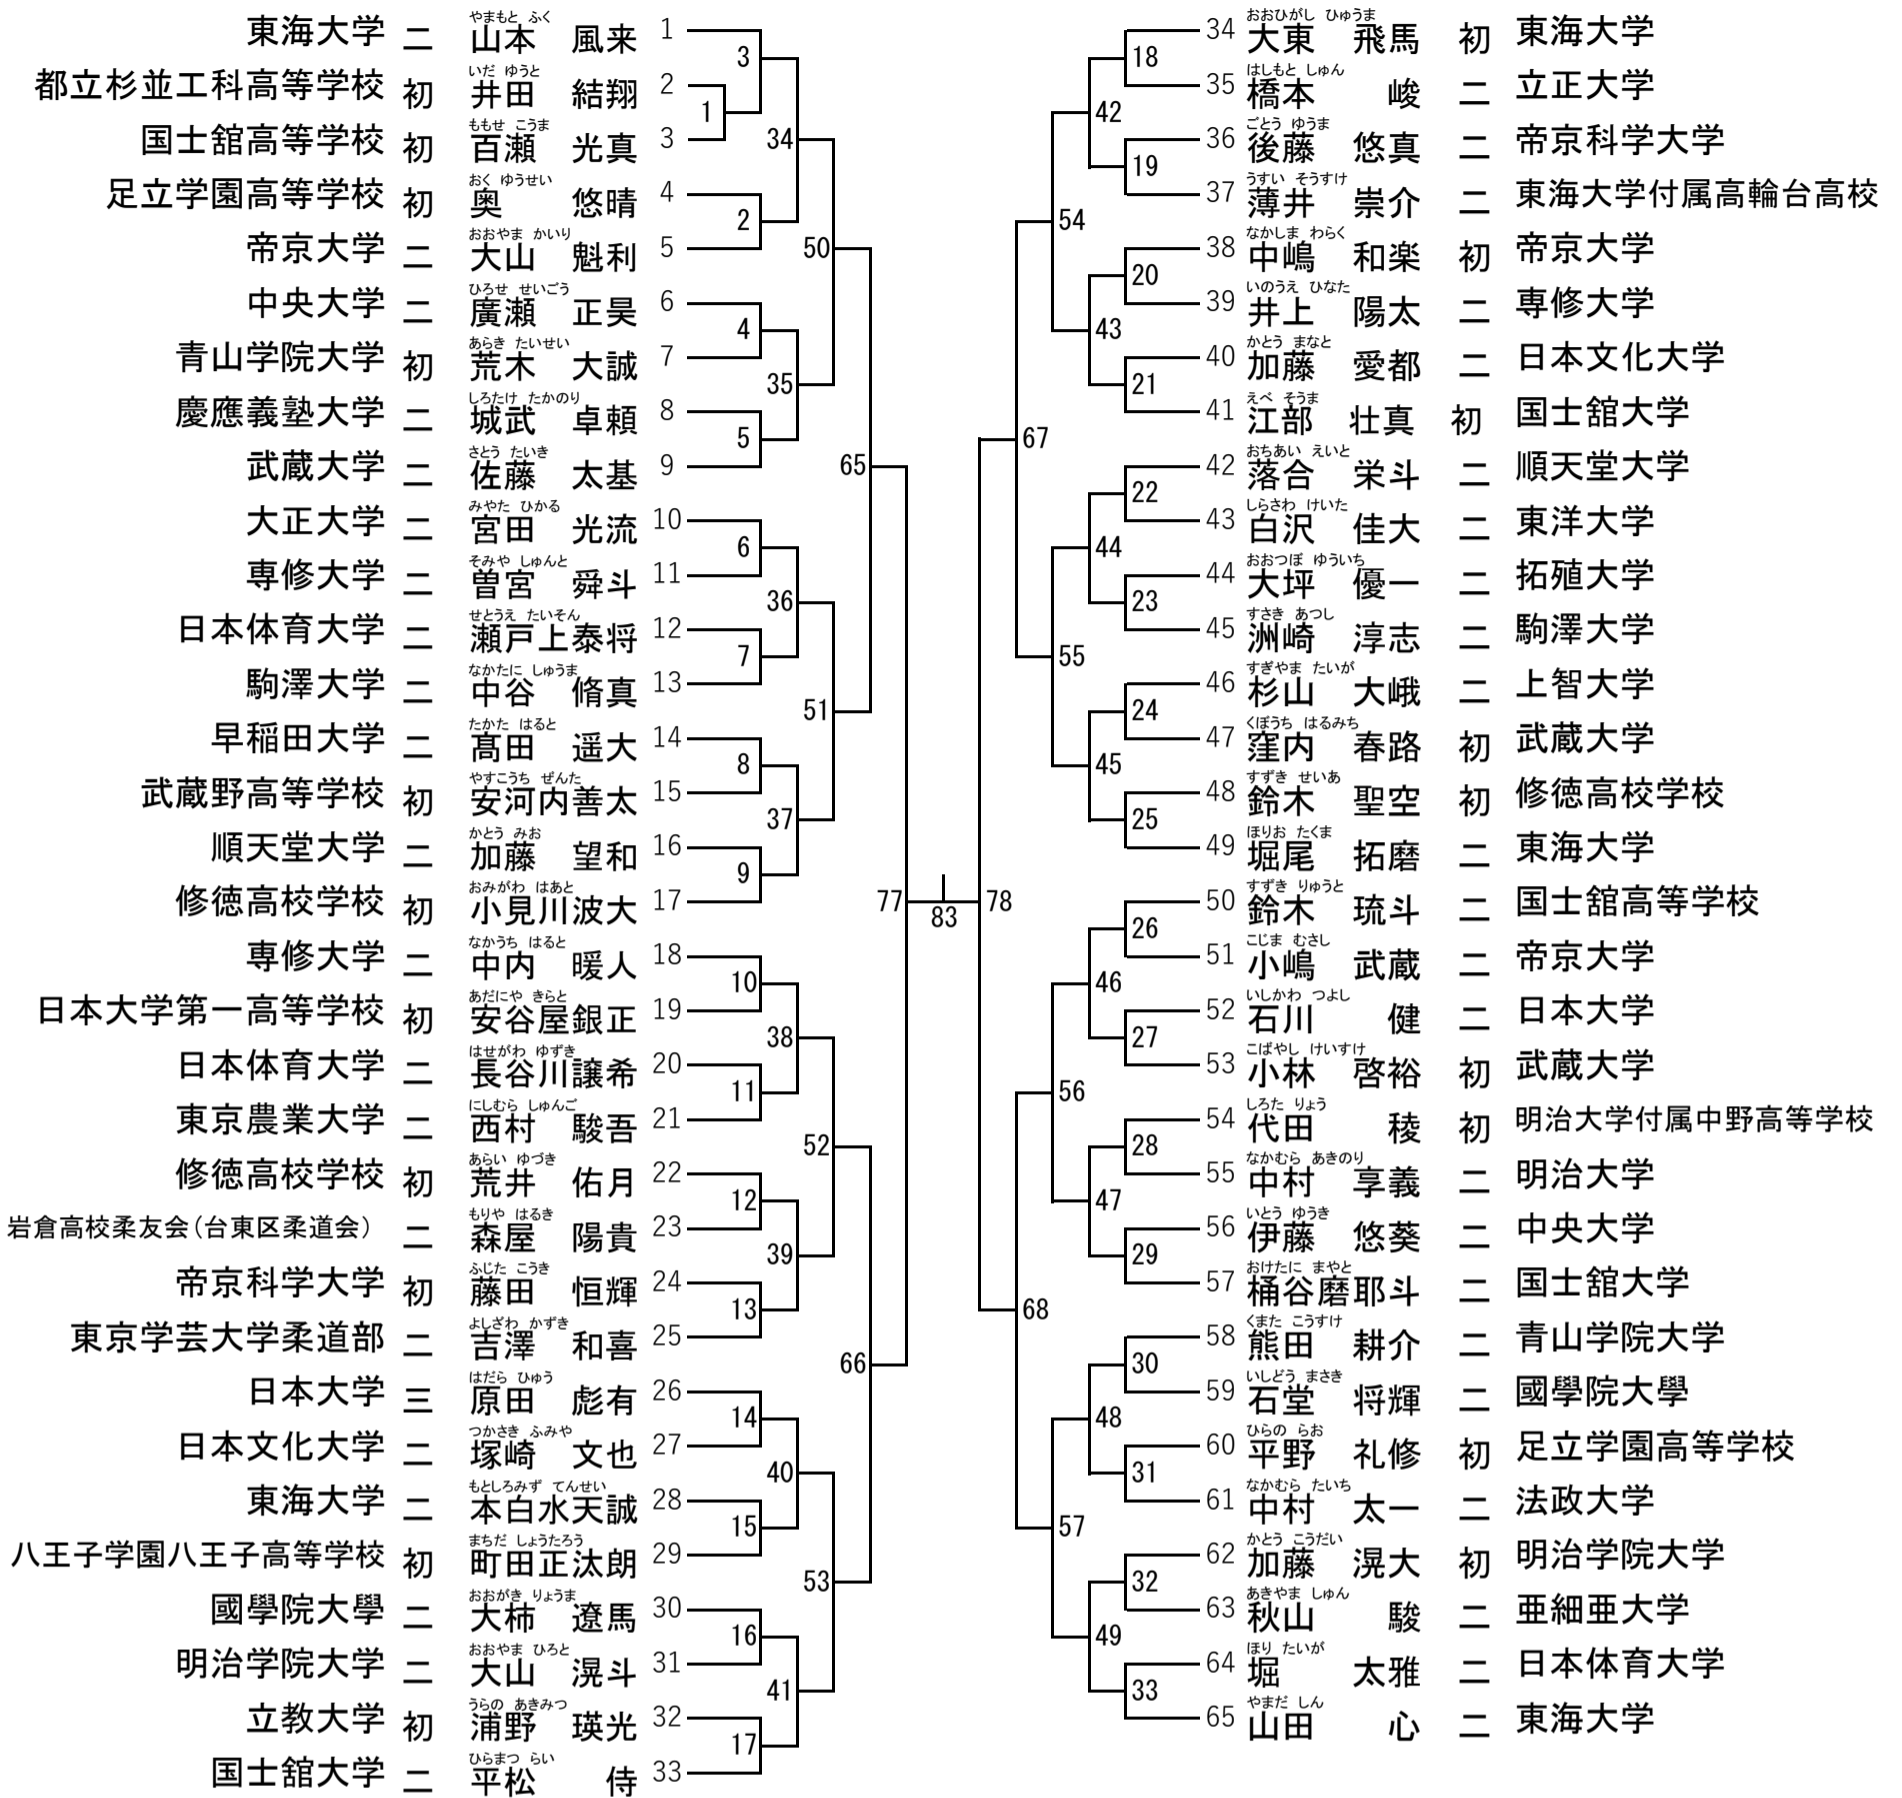 やまもと ふく
東海大学 二 山本 風来 1
いだ ゆうと
都立杉並工科高等学校 初 井田 結翔 2
ももせ こうま
国士舘高等学校 初 百瀬 光真 3
おく ゆうせい
足立学園高等学校 初 奥 悠晴 4
おおやま かいり
帝京大学 二 大山 魁利 5
ひろせ せいごう
中央大学 二 廣瀬 正昊 6
あらき たいせい
青山学院大学 初 荒木 大誠 7
しろたけ たかのり
慶應義塾大学 二 城武 卓頼 8
さとう たいき
武蔵大学 二 佐藤 太基 9
みやた ひかる
大正大学 二 宮田 光流 10
そみや しゅんと
専修大学 二 曽宮 舜斗 11
せとうえ たいそん
日本体育大学 二 瀬戸上泰将 12
なかたに しゅうま
駒澤大学 二 中谷 脩真 13
たかた はると
早稲田大学 二 髙田 遥大 14
やすこうち ぜんた
武蔵野高等学校 初 安河内善太 15
かとう みお
順天堂大学 二 加藤 望和 16
おみがわ はあと
修徳高校学校 初 小見川波大 17
なかうち はると
専修大学 二 中内 暖人 18
あだにや きらと
日本大学第一高等学校 初 安谷屋銀正 19
はせがわ ゆずき
日本体育大学 二 長谷川譲希 20
にしむら しゅんご
東京農業大学 二 西村 駿吾 21
あらい ゆづき
修徳高校学校 初 荒井 佑月 22
もりや はるき
岩倉高校柔友会(台東区柔道会) 二 森屋 陽貴 23
ふじた こうき
帝京科学大学 初 藤田 恒輝 24
よしざわ かずき
東京学芸大学柔道部 二 吉澤 和喜 25
はだら ひゅう
日本大学 三 原田 彪有 26
つかさき ふみや
日本文化大学 二 塚崎 文也 27
もとしろみず てんせい
東海大学 二 本白水天誠 28
まちだ しょうたろう
八王子学園八王子高等学校 初 町田正汰朗 29
おおがき りょうま
國學院大學 二 大柿 遼馬 30
おおやま ひろと
明治学院大学 二 大山 滉斗 31
うらの あきみつ
立教大学 初 浦野 瑛光 32
ひらまつ らい
国士舘大学 二 平松 侍 33
1
2
3
4
5
6
7
8
9
10
11
12
13
14
15
16
17
34
35
36
37
38
39
40
41
50
51
52
53
65
66
77
83
78
67
68
54
55
56
57
42
43
44
45
46
47
48
49
18
19
20
21
22
23
24
25
26
27
28
29
30
31
32
33
おおひがし ひゅうま
34 大東 飛馬 初 東海大学
はしもと しゅん
35 橋本 峻 二 立正大学
ごとう ゆうま
36 後藤 悠真 二 帝京科学大学
うすい そうすけ
37 薄井 崇介 二 東海大学付属高輪台高校
なかしま わらく
38 中嶋 和楽 初 帝京大学
いのうえ ひなた
39 井上 陽太 二 専修大学
かとう まなと
40 加藤 愛都 二 日本文化大学
えべ そうま
41 江部 壮真 初 国士舘大学
おちあい えいと
42 落合 栄斗 二 順天堂大学
しらさわ けいた
43 白沢 佳大 二 東洋大学
おおつぼ ゆういち
44 大坪 優一 二 拓殖大学
すさき あつし
45 洲崎 淳志 二 駒澤大学
すぎやま たいが
46 杉山 大峨 二 上智大学
くぼうち はるみち
47 窪内 春路 初 武蔵大学
すずき せいあ
48 鈴木 聖空 初 修徳高校学校
ほりお たくま
49 堀尾 拓磨 二 東海大学
すずき りゅうと
50 鈴木 琉斗 二 国士舘高等学校
こじま むさし
51 小嶋 武蔵 二 帝京大学
いしかわ つよし
52 石川 健 二 日本大学
こばやし けいすけ
53 小林 啓裕 初 武蔵大学
しろた りょう
54 代田 稜 初 明治大学付属中野高等学校
なかむら あきのり
55 中村 享義 二 明治大学
いとう ゆうき
56 伊藤 悠葵 二 中央大学
おけたに まやと
57 桶谷磨耶斗 二 国士舘大学
くまた こうすけ
58 熊田 耕介 二 青山学院大学
いしどう まさき
59 石堂 将輝 二 國學院大學
ひらの らお
60 平野 礼修 初 足立学園高等学校
なかむら たいち
61 中村 太一 二 法政大学
かとう こうだい
62 加藤 滉大 初 明治学院大学
あきやま しゅん
63 秋山 駿 二 亜細亜大学
ほり たいが
64 堀 太雅 二 日本体育大学
やまだ しん
65 山田 心 二 東海大学